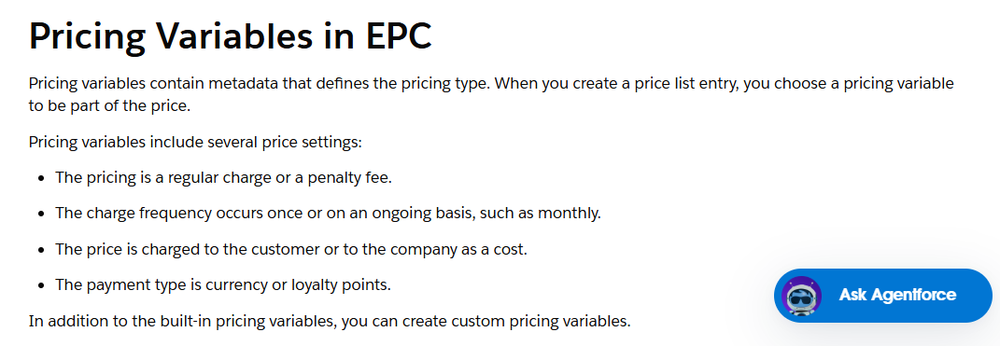 Pricing Variables in EPC
Pricing variables contain metadata that defines the pricing type. When you create a price list entry, you choose a pricing variable
to be part of the price.
Pricing variables include several price settings:
• The pricing is a regular charge or a penalty fee.
• The charge frequency occurs once or on an ongoing basis, such as monthly.
• The price is charged to the customer or to the company as a cost.
• The payment type is currency or loyalty points.
Ask Agentforce
In addition to the built-in pricing variables, you can create custom pricing variables.